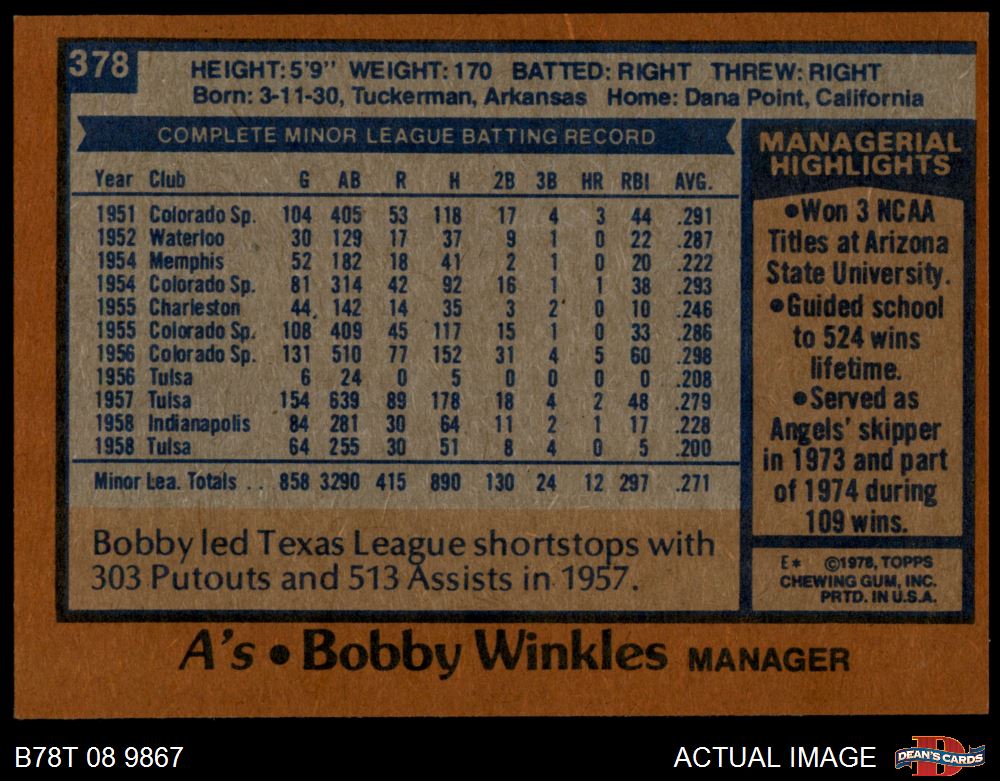 378
HEIGHT: 5'9" WEIGHT: 170 BATTED: RIGHT THREW: RIGHT
Born: 3-11-30, Tuckerman, Arkansas Home: Dana Point, California
COMPLETE MINOR LEAGUE BATTING RECORD
Year Club G AB R H 2B 3B HR RBI AVG.
1951 Colorado Sp. 104 405 53 118 17 4 3 44 .291
1952 Waterloo 30 129 17 37 9 1 0 22 .287
1954 Memphis 52 182 18 41 2 1 0 20 .222
1954 Colorado Sp. 81 314 42 92 16 1 1 38 .293
1955 Charleston 44 142 14 35 3 2 0 10 .246
1955 Colorado Sp. 108 409 45 117 15 1 0 33 .286
1956 Colorado Sp. 131 510 77 152 31 4 5 60 .298
1956 Tulsa 6 24 0 5 0 0 0 0 .208
1957 Tulsa 154 639 89 178 18 4 2 48 .279
1958 Indianapolis 84 281 30 64 11 2 1 17 .228
1958 Tulsa 64 255 30 51 8 4 0 5 .200
Minor Lea. Totals . . 858 3290 415 890 130 24 12 297 .271
Bobby led Texas League shortstops with
303 Putouts and 513 Assists in 1957.
MANAGERIAL
HIGHLIGHTS
●Won 3 NCAA
Titles at Arizona
State University.
●Guided school
to 524 wins
lifetime.
●Served as
Angels' skipper
in 1973 and part
of 1974 during
109 wins.
E* ©1978, TOPPS
CHEWING GUM, INC.
PRTD. IN U.S.A.
A's ● Bobby Winkles MANAGER
B78T 08 9867
ACTUAL IMAGE
D
DEAN'S CARDS